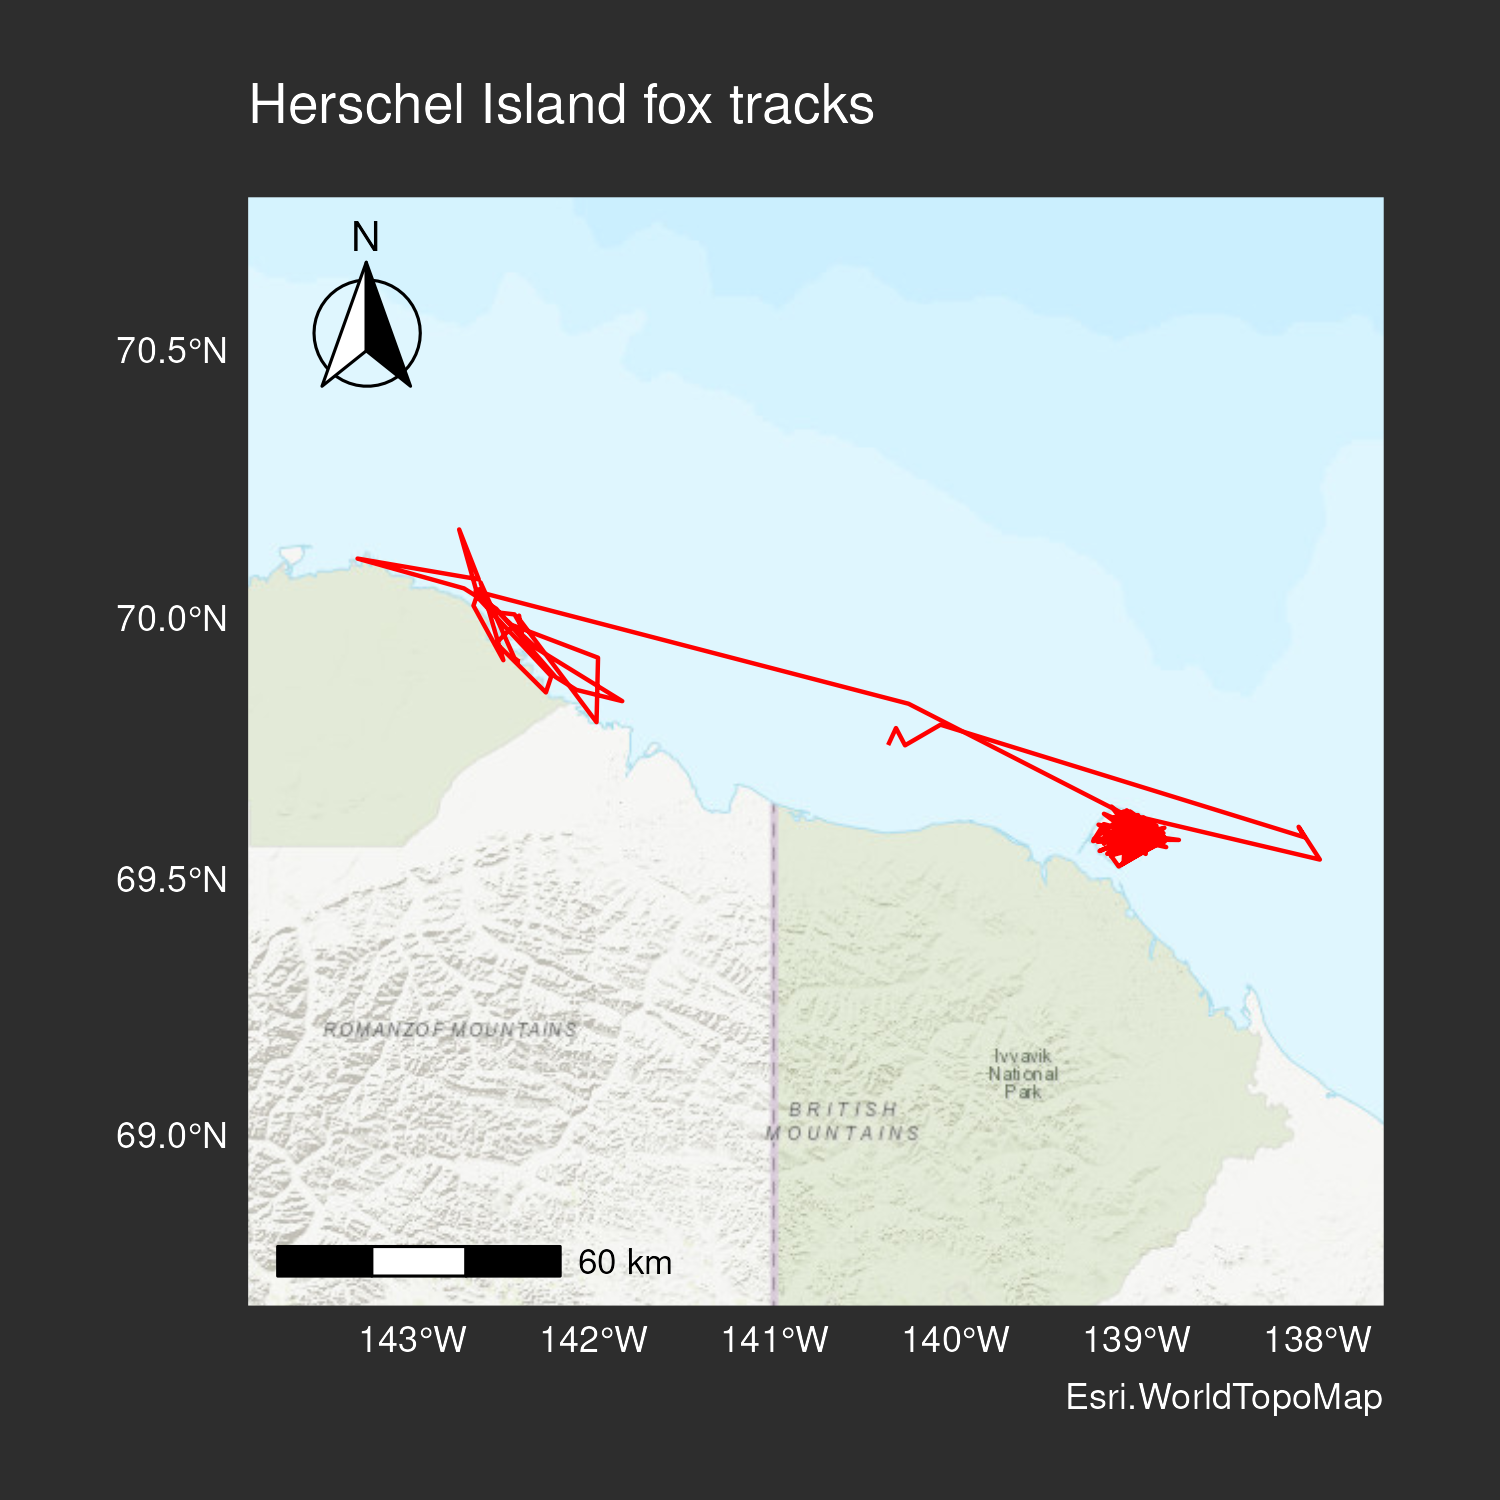 Herschel Island fox tracks
N
70.5°N
70.0°N
69.5°N
69.0°N
ROMANZOF MOUNTAINS
Ivvavik
National
Park
BRITISH
MOUNTAINS
60 km
143°W 142°W 141°W 140°W 139°W 138°W
Esri.WorldTopoMap